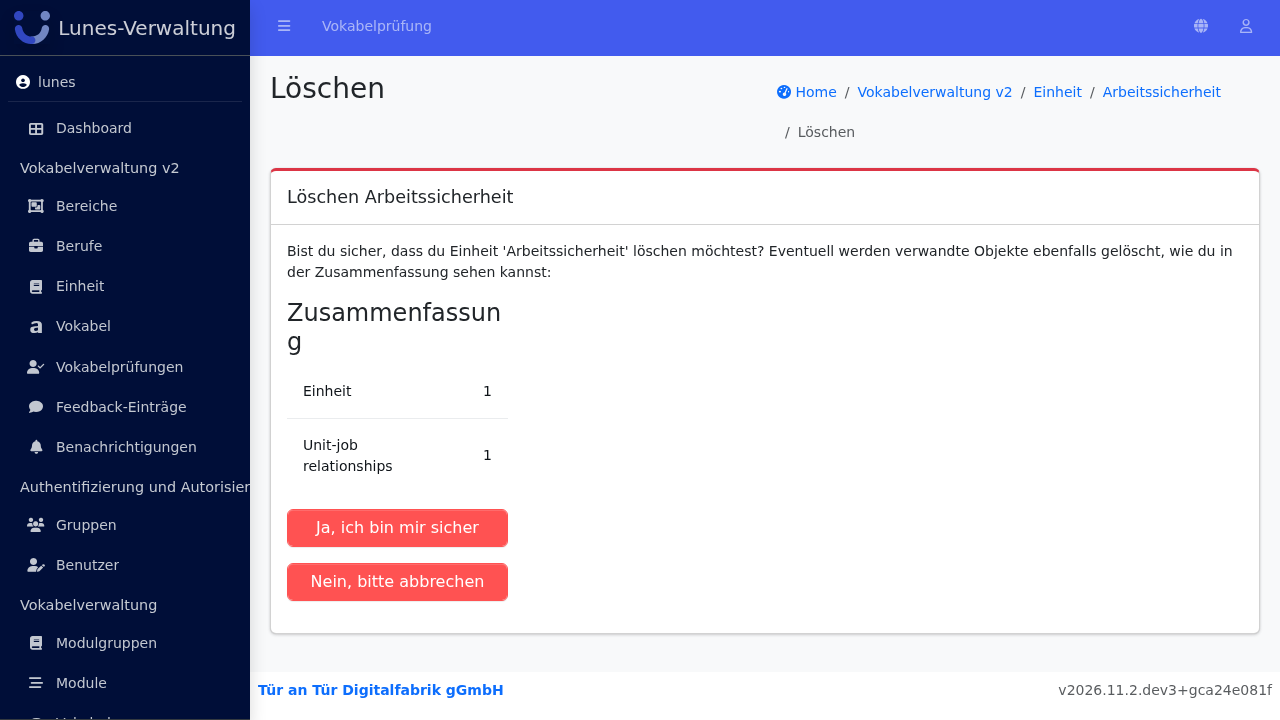 Lunes-Verwaltung
Vokabelprüfung
lunes
Dashboard
Vokabelverwaltung v2
Bereiche
Berufe
Einheit
Vokabel
Vokabelprüfungen
Feedback-Einträge
Benachrichtigungen
Authentifizierung und Autorisier
Gruppen
Benutzer
Vokabelverwaltung
Modulgruppen
Module
Löschen
Home / Vokabelverwaltung v2 / Einheit / Arbeitssicherheit
/ Löschen
Löschen Arbeitssicherheit
Bist du sicher, dass du Einheit 'Arbeitssicherheit' löschen möchtest? Eventuell werden verwandte Objekte ebenfalls gelöscht, wie du in
der Zusammenfassung sehen kannst:
Zusammenfassun
g
Einheit 1
Unit-job
relationships 1
Ja, ich bin mir sicher
Nein, bitte abbrechen
Tür an Tür Digitalfabrik gGmbH
v2026.11.2.dev3+gca24e081f